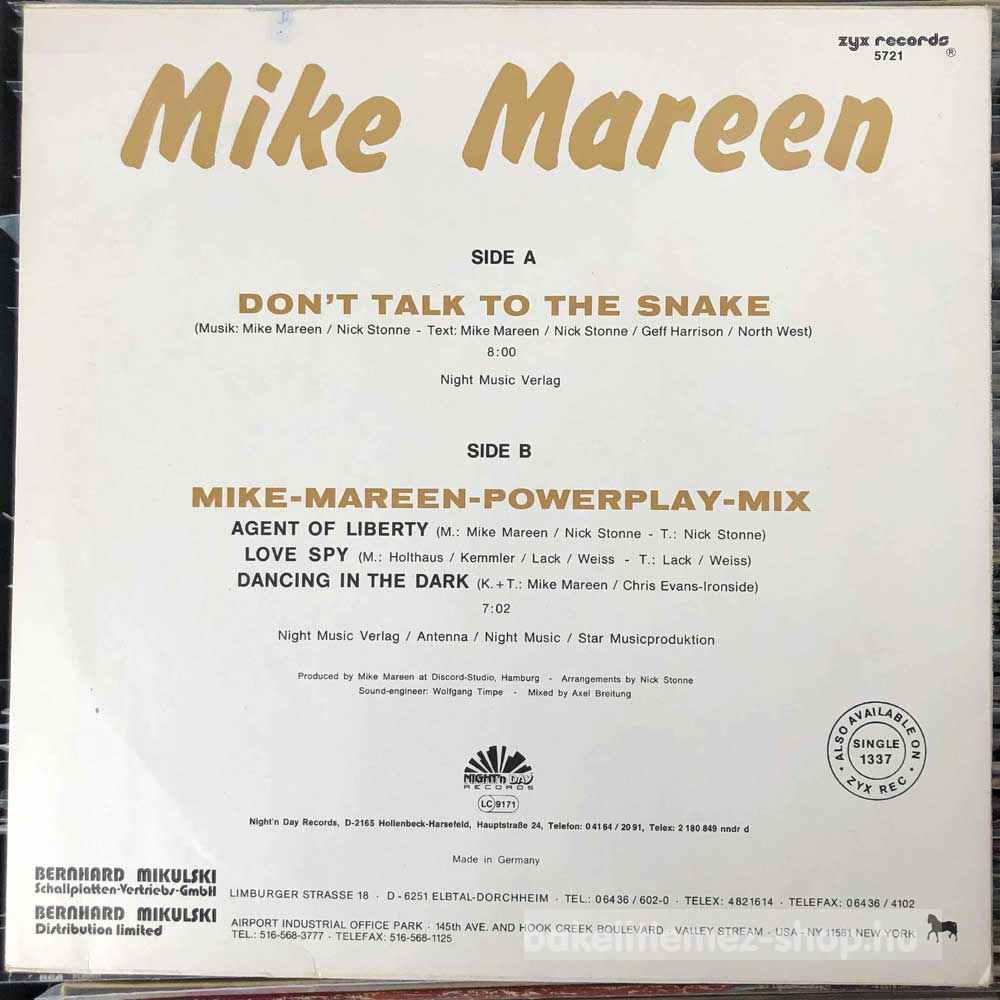 zyx records
5721 ®
Mike Mareen
SIDE A
DON'T TALK TO THE SNAKE
(Musik: Mike Mareen / Nick Stonne - Text: Mike Mareen / Nick Stonne / Geff Harrison / North West)
8:00
Night Music Verlag
SIDE B
MIKE-MAREEN-POWERPLAY-MIX
AGENT OF LIBERTY (M.: Mike Mareen / Nick Stonne - T.: Nick Stonne)
LOVE SPY (M.: Holthaus / Kemmler / Lack / Weiss - T.: Lack / Weiss)
DANCING IN THE DARK (K. + T.: Mike Mareen / Chris Evans-Ironside)
7:02
Night Music Verlag / Antenna / Night Music / Star Musicproduktion
Produced by Mike Mareen at Discord-Studio, Hamburg - Arrangements by Nick Stonne
Sound-engineer: Wolfgang Timpe - Mixed by Axel Breitung
ALSO AVAILABLE ON
SINGLE
1337
ZYX REC
NIGHT'n DAY
RECORDS
LC 9171
Night'n Day Records, D-2165 Hollenbeck-Harsefeld, Hauptstraße 24, Telefon: 04164 / 2091, Telex: 2 180 849 nndr d
Made in Germany
BERNHARD MIKULSKI
Schallplatten-Vertriebs-GmbH
LIMBURGER STRASSE 18 · D-6251 ELBTAL-DORCHHEIM · TEL.: 06436 / 602-0 · TELEX: 4821614 · TELEFAX: 06436 / 4102
BERNHARD MIKULSKI
Distribution limited
AIRPORT INDUSTRIAL OFFICE PARK · 145th AVE. AND HOOK CREEK BOULEVARD · VALLEY STREAM · USA - NY 11581 NEW YORK
TEL.: 516-568-3777 · TELEFAX: 516-568-1125
bakelitlemez-shop.hu